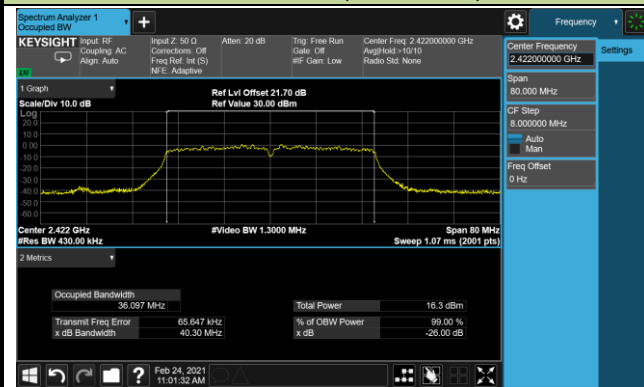 Spectrum Analyzer 1
Occupied BW
Frequency
KEYSIGHT
Input: RF
Coupling: AC
Align: Auto
Input Z: 50 Ω
Corrections: Off
Freq Ref: Int (S)
NFE: Adaptive
Atten: 20 dB
Trig: Free Run
Gate: Off
#IF Gain: Low
Center Freq: 2.422000000 GHz
Avg|Hold:>10/10
Radio Std: None
LU
Center Frequency
2.422000000 GHz
Settings
Span
80.000 MHz
CF Step
8.000000 MHz
Auto
Man
Freq Offset
0 Hz
1 Graph
Scale/Div 10.0 dB
Ref Lvl Offset 21.70 dB
Ref Value 30.00 dBm
Log
20.0
10.0
0.00
-10.0
-20.0
-30.0
-40.0
-50.0
-60.0
Center 2.422 GHz
#Video BW 1.3000 MHz
Span 80 MHz
#Res BW 430.00 kHz
Sweep 1.07 ms (2001 pts)
2 Metrics
Occupied Bandwidth
36.097 MHz
Total Power 16.3 dBm
Transmit Freq Error 65.647 kHz
% of OBW Power 99.00 %
x dB Bandwidth 40.30 MHz
x dB -26.00 dB
Feb 24, 2021
11:01:32 AM